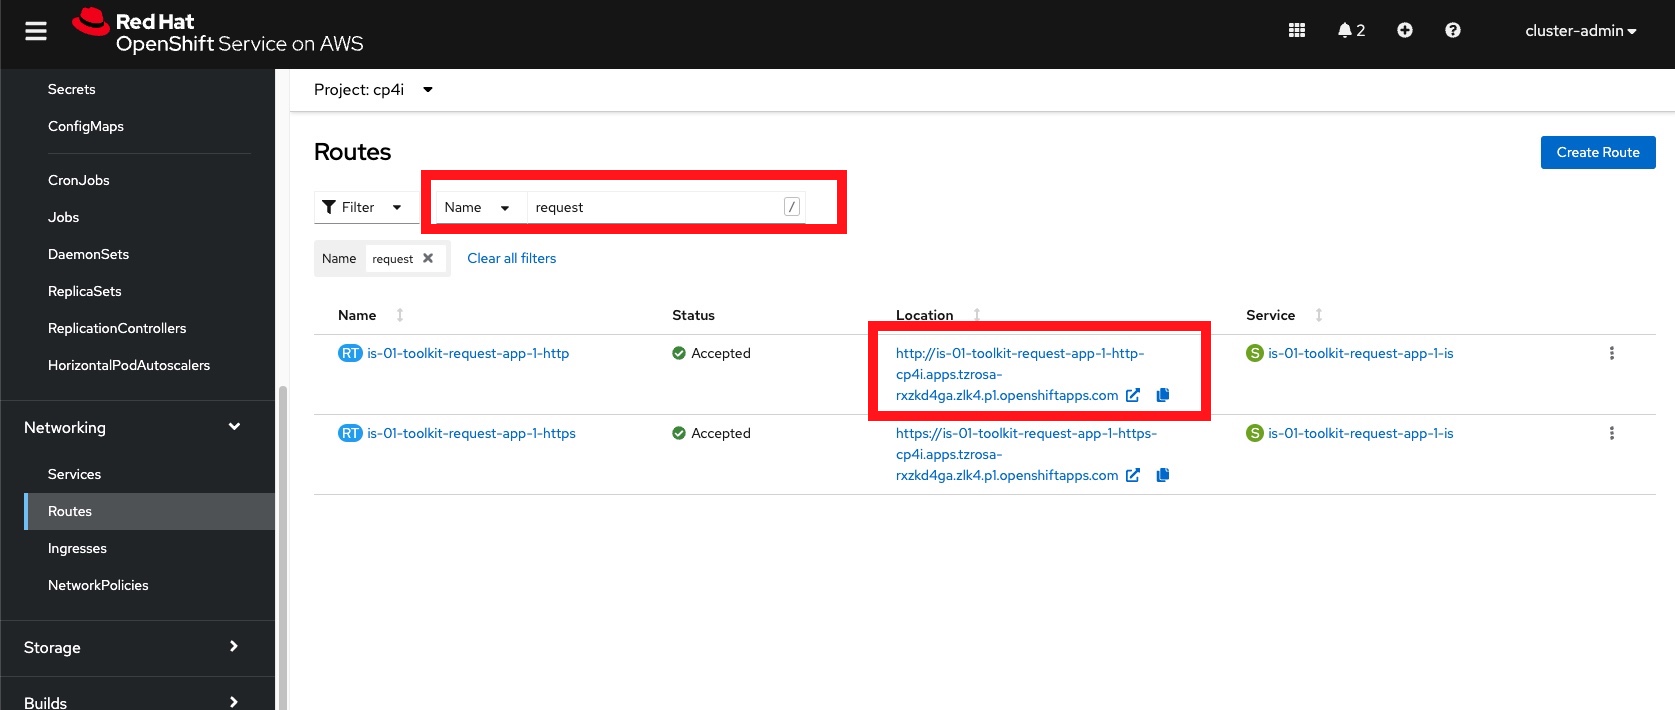 Red Hat
OpenShift Service on AWS
2
cluster-admin
Secrets
ConfigMaps
CronJobs
Jobs
DaemonSets
ReplicaSets
ReplicationControllers
HorizontalPodAutoscalers
Networking
Services
Routes
Ingresses
NetworkPolicies
Storage
Builds
Project: cp4i
Routes
Create Route
Filter
Name
request
/
Name request
Clear all filters
Name Status Location Service
RT is-01-toolkit-request-app-1-http Accepted http://is-01-toolkit-request-app-1-http- S is-01-toolkit-request-app-1-is
cp4i.apps.tzrosa-
rxzkd4ga.zlk4.p1.openshiftapps.com
RT is-01-toolkit-request-app-1-https Accepted https://is-01-toolkit-request-app-1-https- S is-01-toolkit-request-app-1-is
cp4i.apps.tzrosa-
rxzkd4ga.zlk4.p1.openshiftapps.com